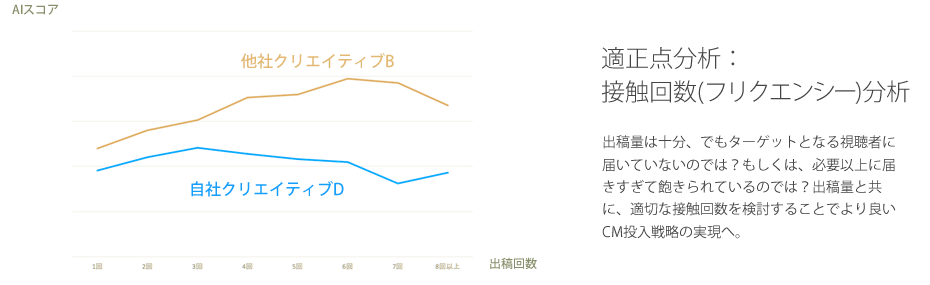 AIスコア
他社クリエイティブB
自社クリエイティブD
1回 2回 3回 4回 5回 6回 7回 8回以上
出稿回数
適正点分析：
接触回数(フリクエンシー)分析
出稿量は十分、でもターゲットとなる視聴者に
届いていないのでは？もしくは、必要以上に届
きすぎて飽きられているのでは？出稿量と共
に、適切な接触回数を検討することでより良い
CM投入戦略の実現へ。